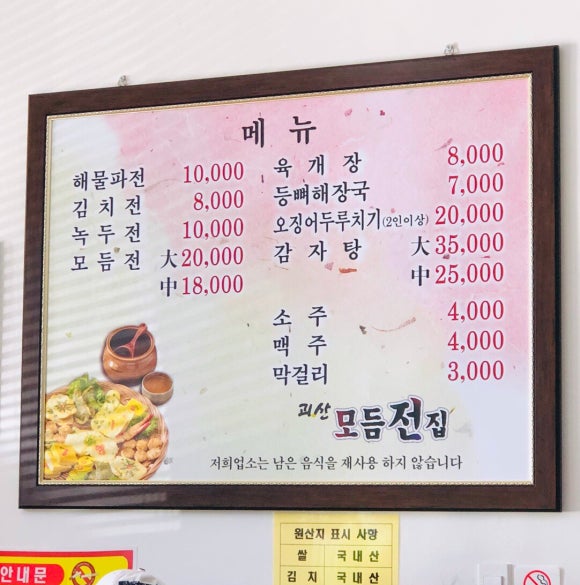 메 뉴
해물파전 10,000
김 치 전 8,000
녹 두 전 10,000
모 듬 전 大 20,000
中 18,000
육 개 장 8,000
등뼈해장국 7,000
오징어두루치기(2인이상) 20,000
감 자 탕 大 35,000
中 25,000
소 주 4,000
맥 주 4,000
막걸리 3,000
괴산 모듬전집
저희업소는 남은 음식을 재사용 하지 않습니다
원산지 표시 사항
쌀 국 내 산
김 치 국 내 산
안 내 문